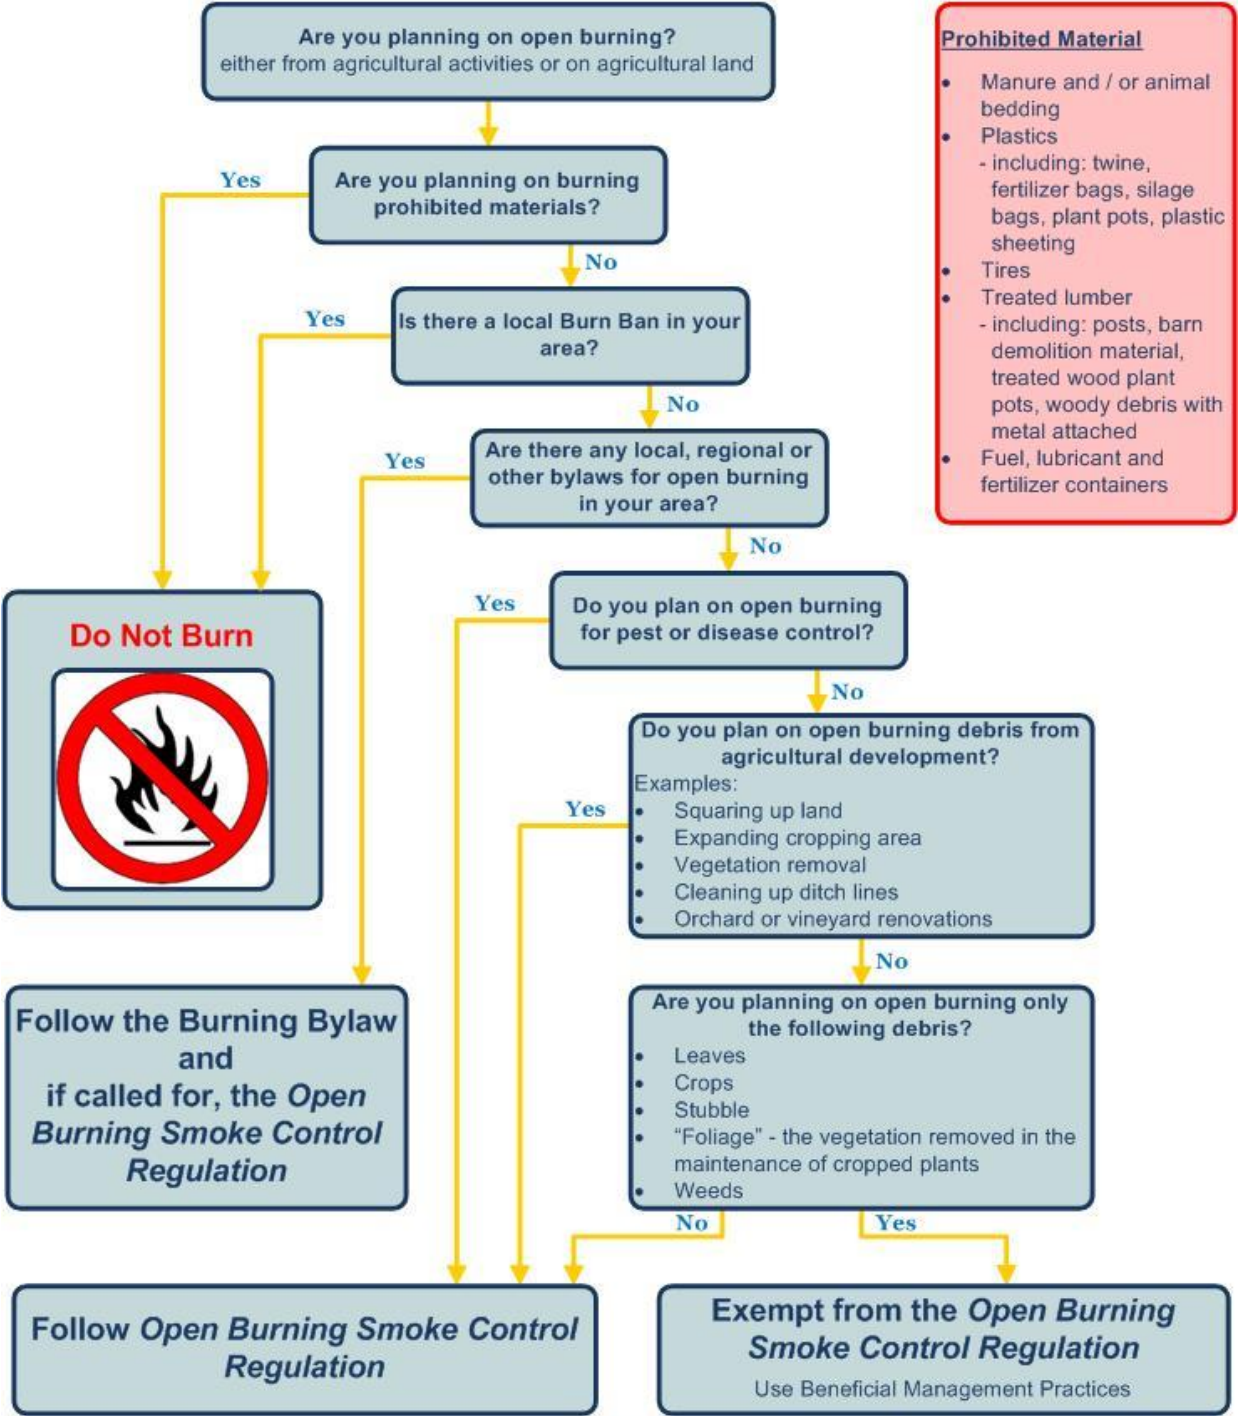 Are you planning on open burning?
either from agricultural activities or on agricultural land
Prohibited Material
• Manure and / or animal
bedding
• Plastics
- including: twine,
fertilizer bags, silage
bags, plant pots, plastic
sheeting
• Tires
• Treated lumber
- including: posts, barn
demolition material,
treated wood plant
pots, woody debris with
metal attached
• Fuel, lubricant and
fertilizer containers
Yes
Are you planning on burning
prohibited materials?
No
Yes
Is there a local Burn Ban in your
area?
No
Yes
Are there any local, regional or
other bylaws for open burning
in your area?
No
Yes
Do you plan on open burning
for pest or disease control?
Do Not Burn
No
Do you plan on open burning debris from
agricultural development?
Examples:
• Squaring up land
• Expanding cropping area
• Vegetation removal
• Cleaning up ditch lines
• Orchard or vineyard renovations
Yes
No
Follow the Burning Bylaw
and
if called for, the Open
Burning Smoke Control
Regulation
Are you planning on open burning only
the following debris?
• Leaves
• Crops
• Stubble
• “Foliage” - the vegetation removed in the
maintenance of cropped plants
• Weeds
No
Yes
Follow Open Burning Smoke Control
Regulation
Exempt from the Open Burning
Smoke Control Regulation
Use Beneficial Management Practices